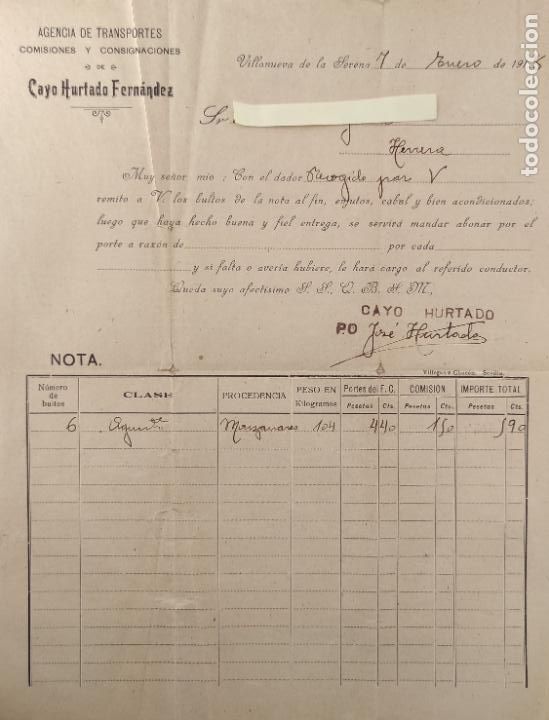 AGENCIA DE TRANSPORTES
COMISIONES Y CONSIGNACIONES
DE
Cayo Hurtado Fernández
Villanueva de la Serena 7 de Enero de 191
Sr
Herrera
Muy señor mio: Con el dador Recogido por V
remito a V. los bultos de la nota al fin, enjutos, cabal y bien acondicionados;
luego que haya hecho buena y fiel entrega, se servirá mandar abonar por el
porte a razón de por cada
y si falta o avería hubiere, le hará cargo al referido conductor.
Queda suyo afectísimo S. S., Q. B. S. M.,
CAYO HURTADO
PO José Hurtado
NOTA.
Sevilla
Número de bultos CLASE PROCEDENCIA PESO EN Kilogramos Portes del F. C. Pesetas Cts. COMISION Pesetas Cts. IMPORTE TOTAL Pesetas Cts.
6 Manzanares 104 4 40 1 50 5 90
todocoleccion.net